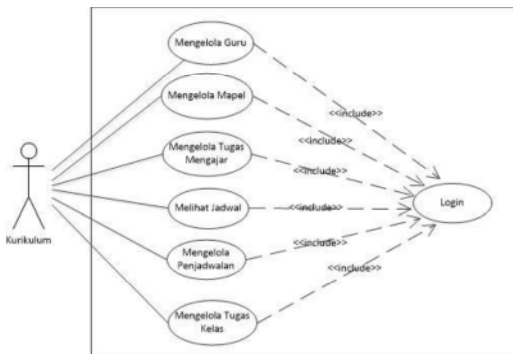 Mengelola Guru
<<include>>
Mengelola Mapel
<<include>>
Mengelola Tugas
Mengajar
<<include>>
Melihat Jadwal
<<include>>
Login
Kurikulum
Mengelola
Penjadwalan
<<include>>
Mengelola Tugas
Kelas
<<include>>